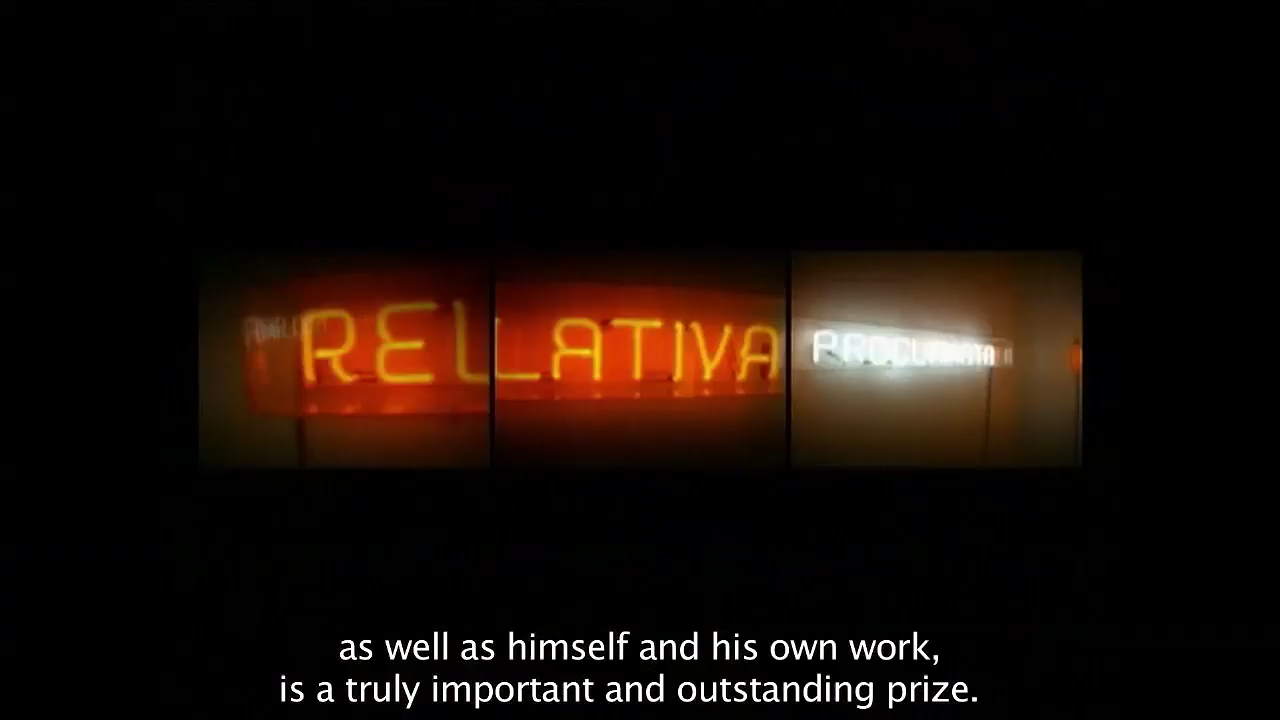 RELLATIVA
as well as himself and his own work,
is a truly important and outstanding prize.